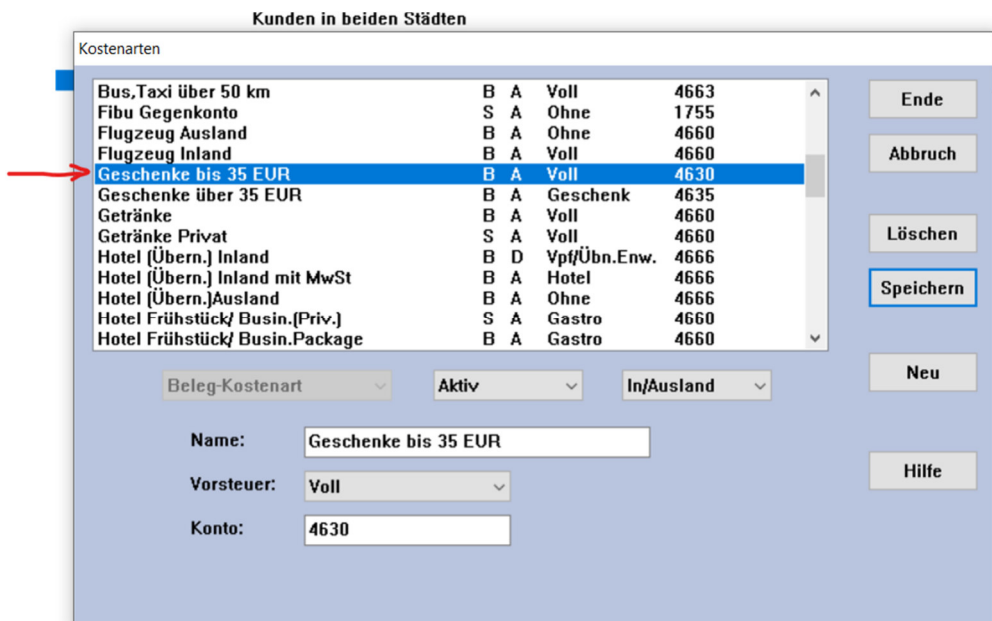 Kunden in beiden Städten
Kostenarten
Bus,Taxi über 50 km B A Voll 4663
Fibu Gegenkonto S A Ohne 1755
Flugzeug Ausland B A Ohne 4660
Flugzeug Inland B A Voll 4660
Geschenke bis 35 EUR B A Voll 4630
Geschenke über 35 EUR B A Geschenk 4635
Getränke B A Voll 4660
Getränke Privat S A Voll 4660
Hotel (Übern.) Inland B D Vpf/Übn.Enw. 4666
Hotel (Übern.) Inland mit MwSt B A Hotel 4666
Hotel (Übern.)Ausland B A Ohne 4666
Hotel Frühstück/ Busin.(Priv.) S A Gastro 4660
Hotel Frühstück/ Busin.Package B A Gastro 4660
Ende
Abbruch
Löschen
Speichern
Neu
Hilfe
Beleg-Kostenart Aktiv In/Ausland
Name: Geschenke bis 35 EUR
Vorsteuer: Voll
Konto: 4630